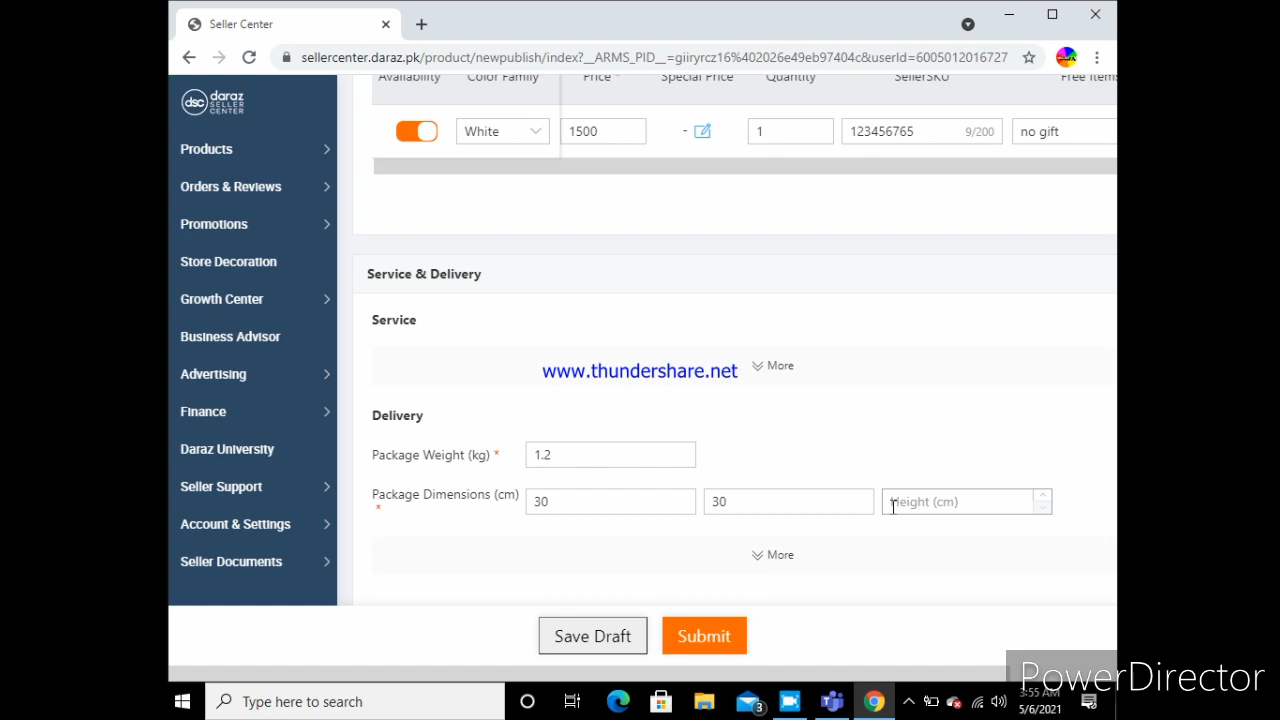 Seller Center
sellercenter.daraz.pk/product/newpublish/index?__ARMS_PID__=giiryrcz16%402026e49eb97404c&userId=6005012016727
dsc daraz SELLER CENTER
Products
Orders & Reviews
Promotions
Store Decoration
Growth Center
Business Advisor
Advertising
Finance
Daraz University
Seller Support
Account & Settings
Seller Documents
Availability Color Family Price * Special Price Quantity SellerSKU Free Items
White 1500 - 1 123456765 9/200 no gift
Service & Delivery
Service
www.thundershare.net
More
Delivery
Package Weight (kg) * 1.2
Package Dimensions (cm) * 30 30 Height (cm)
More
Save Draft Submit
PowerDirector
Type here to search
3
3:55 AM
5/6/2021